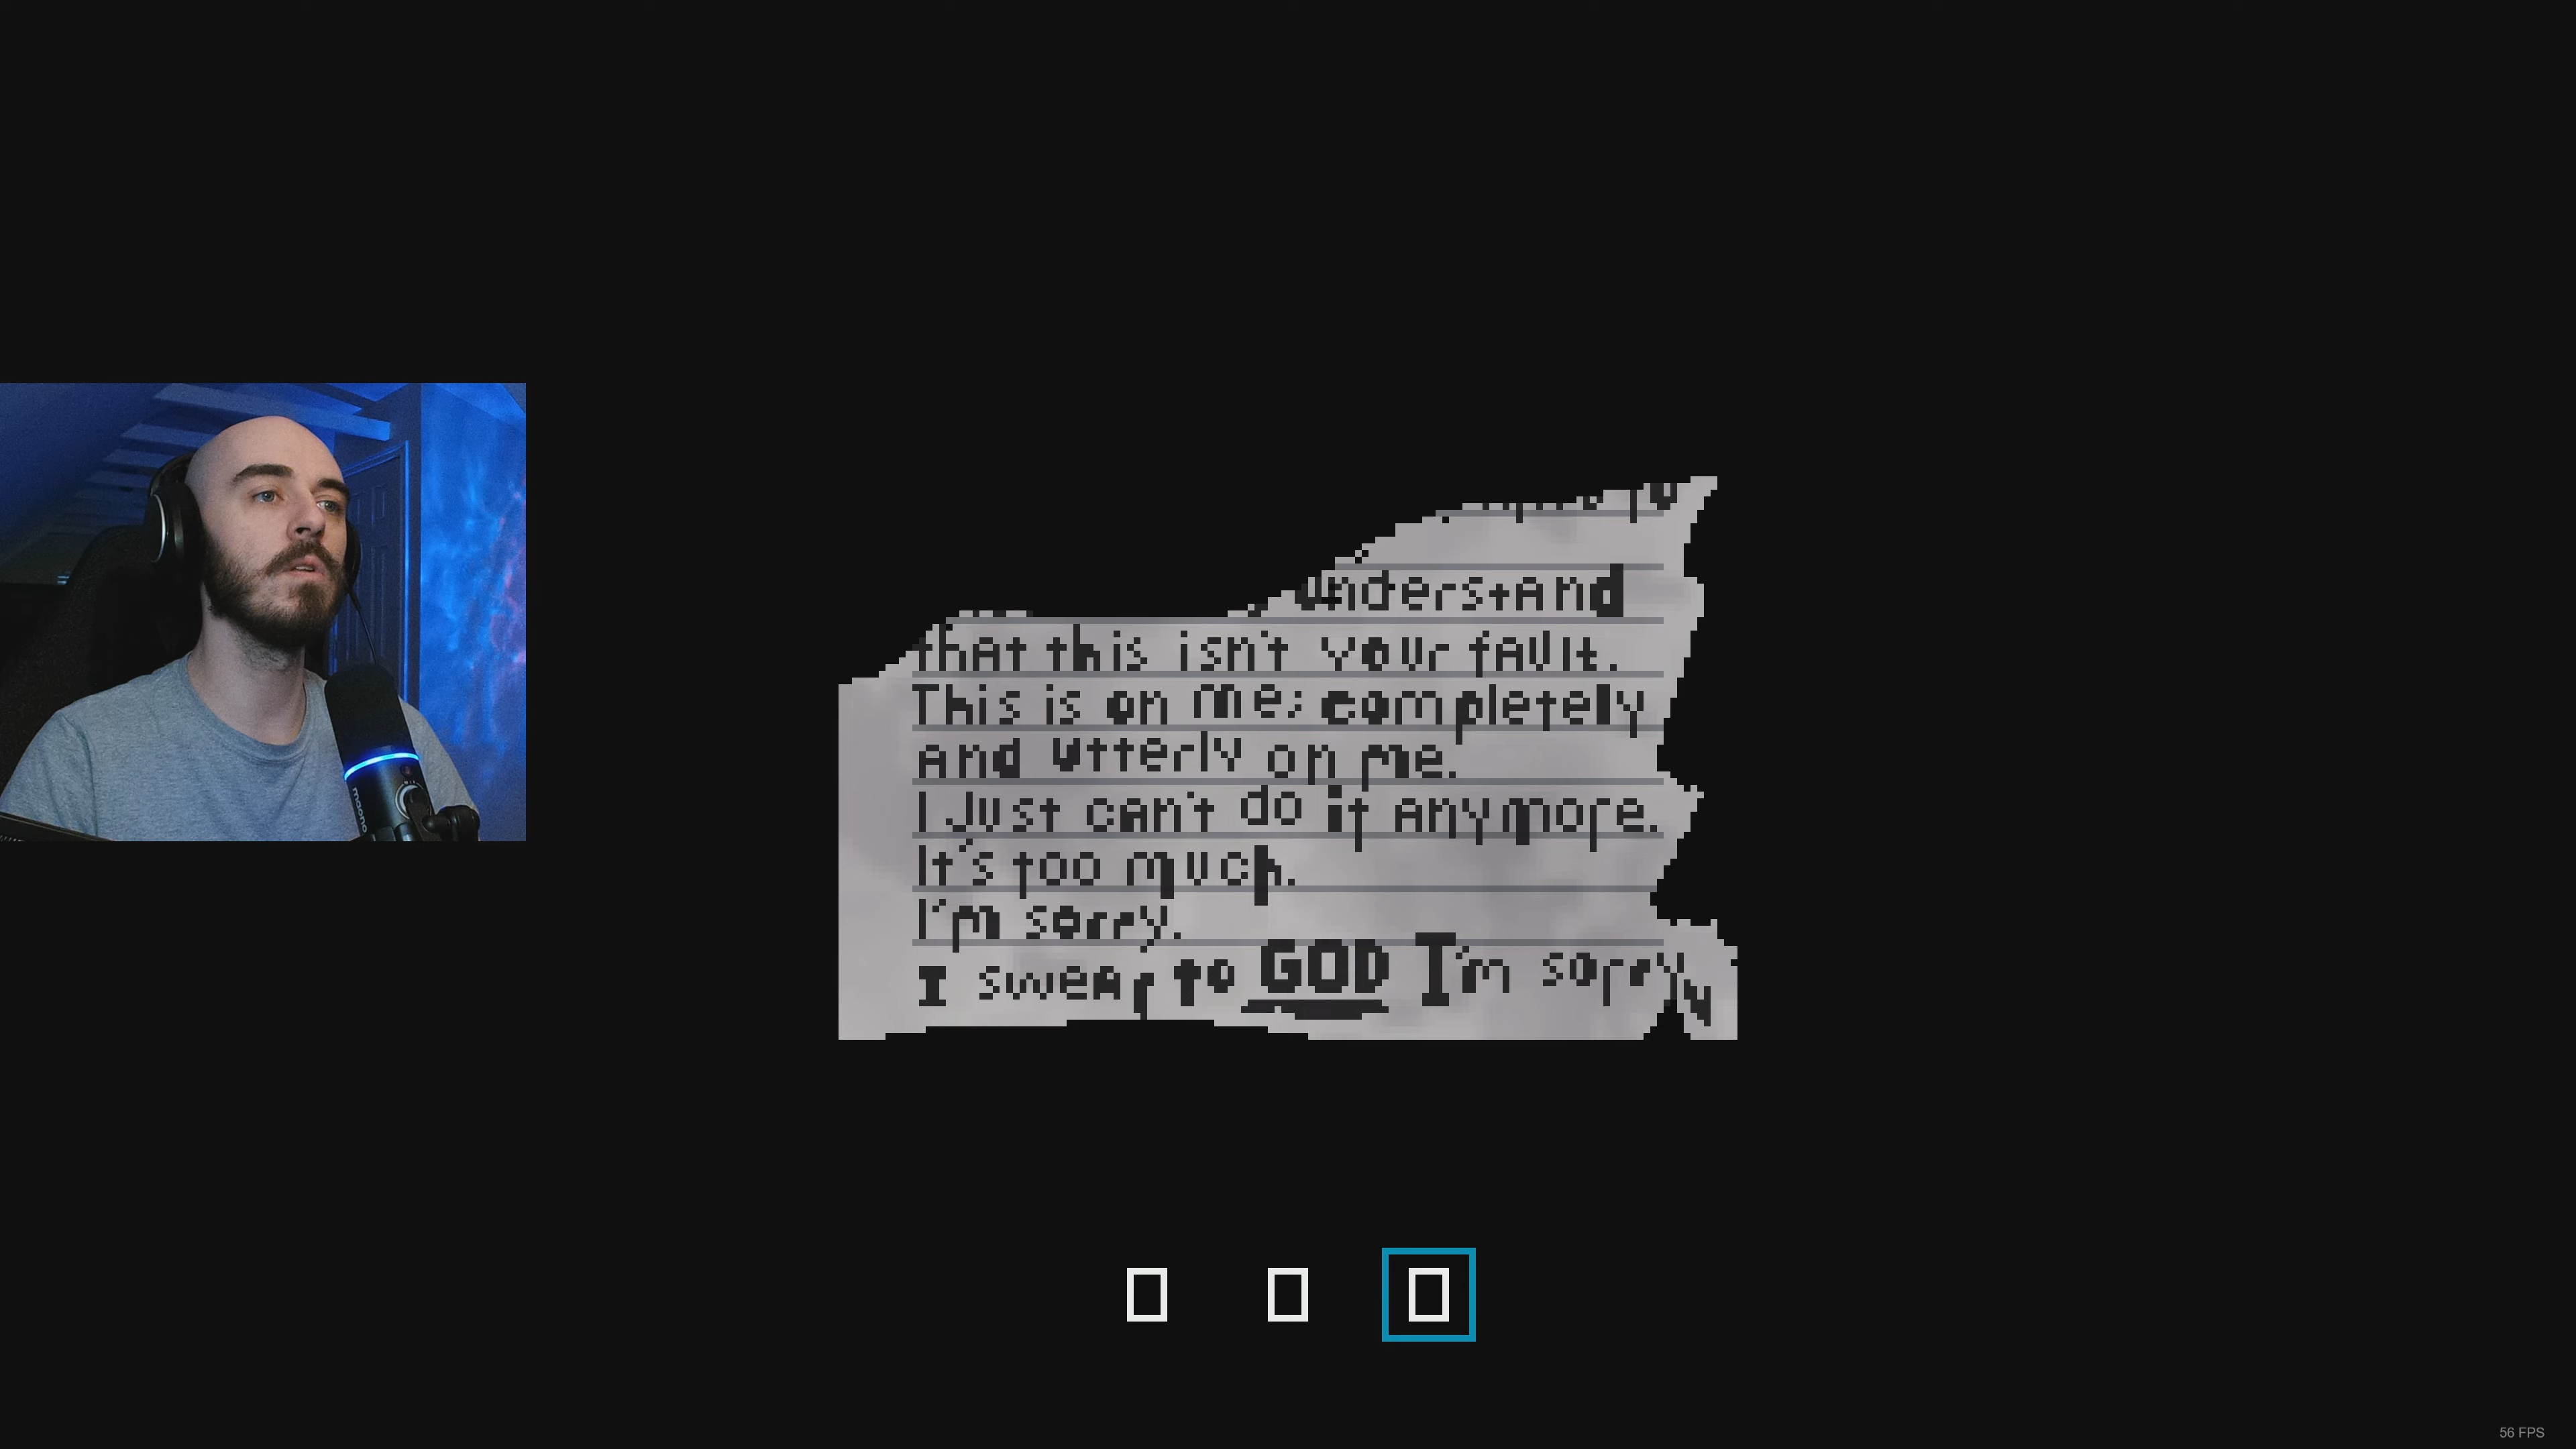 understand
that this isn't your fault.
This is on me; completely
and utterly on me.
I Just can't do it anymore.
It's too much.
I'm sorry.
I swear to GOD I'm sorry
maono
56 FPS